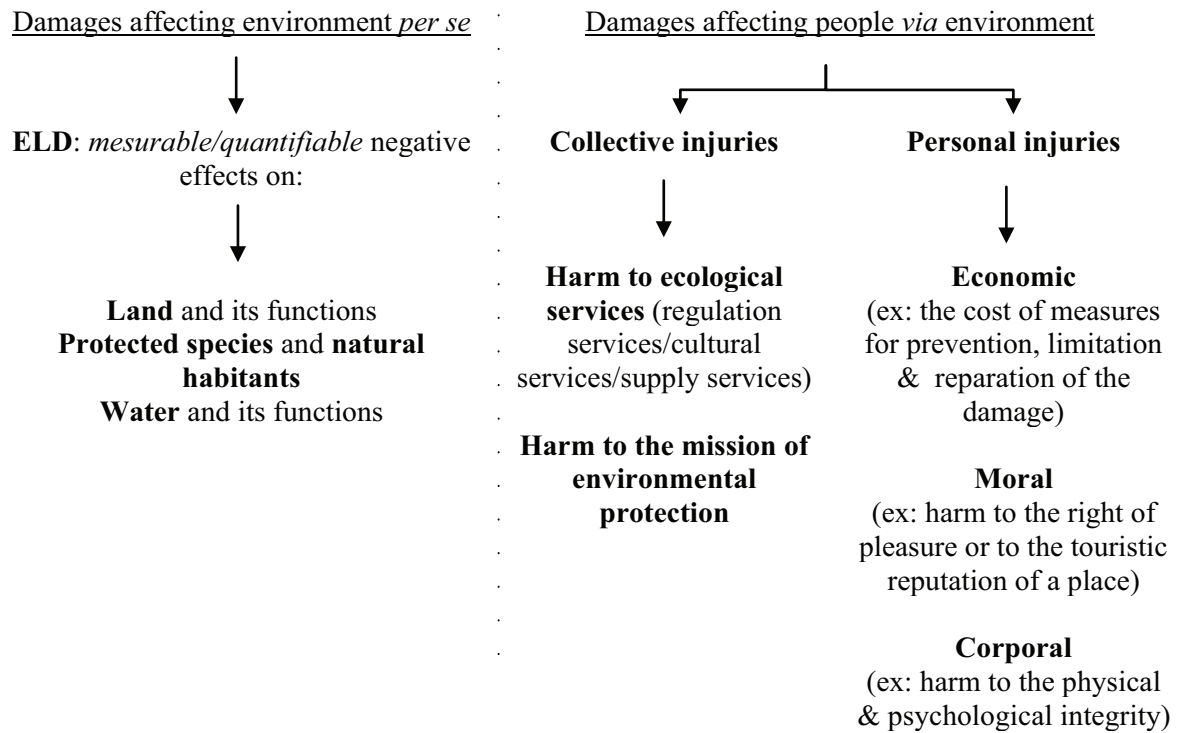 Damages affecting environment per se
ELD: mesurable/quantifiable negative
effects on:
Land and its functions
Protected species and natural
habitants
Water and its functions
Damages affecting people via environment
Collective injuries
Harm to ecological
services (regulation
services/cultural
services/supply services)
Harm to the mission of
environmental
protection
Personal injuries
Economic
(ex: the cost of measures
for prevention, limitation
& reparation of the
damage)
Moral
(ex: harm to the right of
pleasure or to the touristic
reputation of a place)
Corporal
(ex: harm to the physical
& psychological integrity)